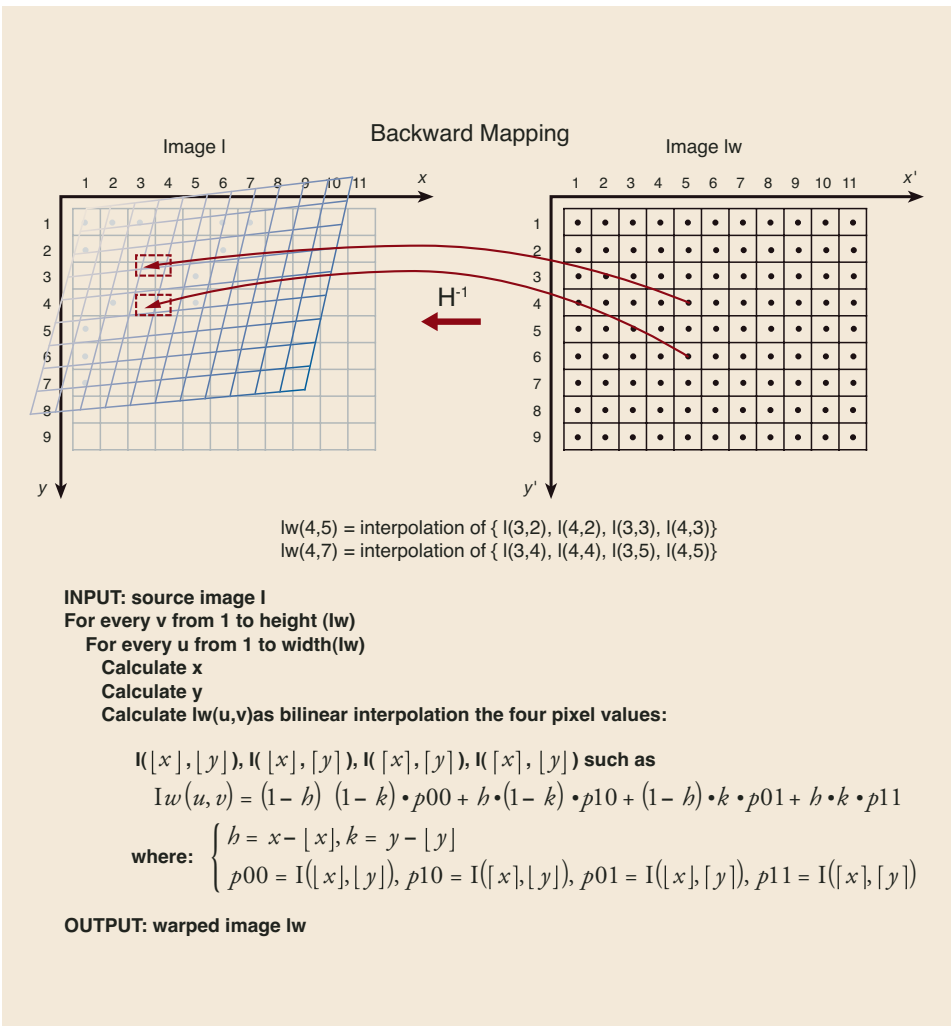 Backward Mapping
Image I
Image Iw
1 2 3 4 5 6 7 8 9 10 11 x
1
2
3
4
5
6
7
8
9
y
H-1
1 2 3 4 5 6 7 8 9 10 11 x'
1
2
3
4
5
6
7
8
9
y'
Iw(4,5) = interpolation of { I(3,2), I(4,2), I(3,3), I(4,3)}
Iw(4,7) = interpolation of { I(3,4), I(4,4), I(3,5), I(4,5)}
INPUT: source image I
For every v from 1 to height (Iw)
For every u from 1 to width(Iw)
Calculate x
Calculate y
Calculate Iw(u,v)as bilinear interpolation the four pixel values:
I(⌊x⌋,⌊y⌋), I(⌊x⌋,⌈y⌉), I(⌈x⌉,⌈y⌉), I(⌈x⌉,⌊y⌋) such as
Iw(u,v) = (1 – h) (1 – k) • p00 + h•(1 – k) •p10 + (1 – h)•k •p01 + h•k •p11
where: { h = x – ⌊x⌋, k = y – ⌊y⌋
p00 = I(⌊x⌋,⌊y⌋), p10 = I(⌈x⌉,⌊y⌋), p01 = I(⌊x⌋,⌈y⌉), p11 = I(⌈x⌉,⌈y⌉)
OUTPUT: warped image Iw